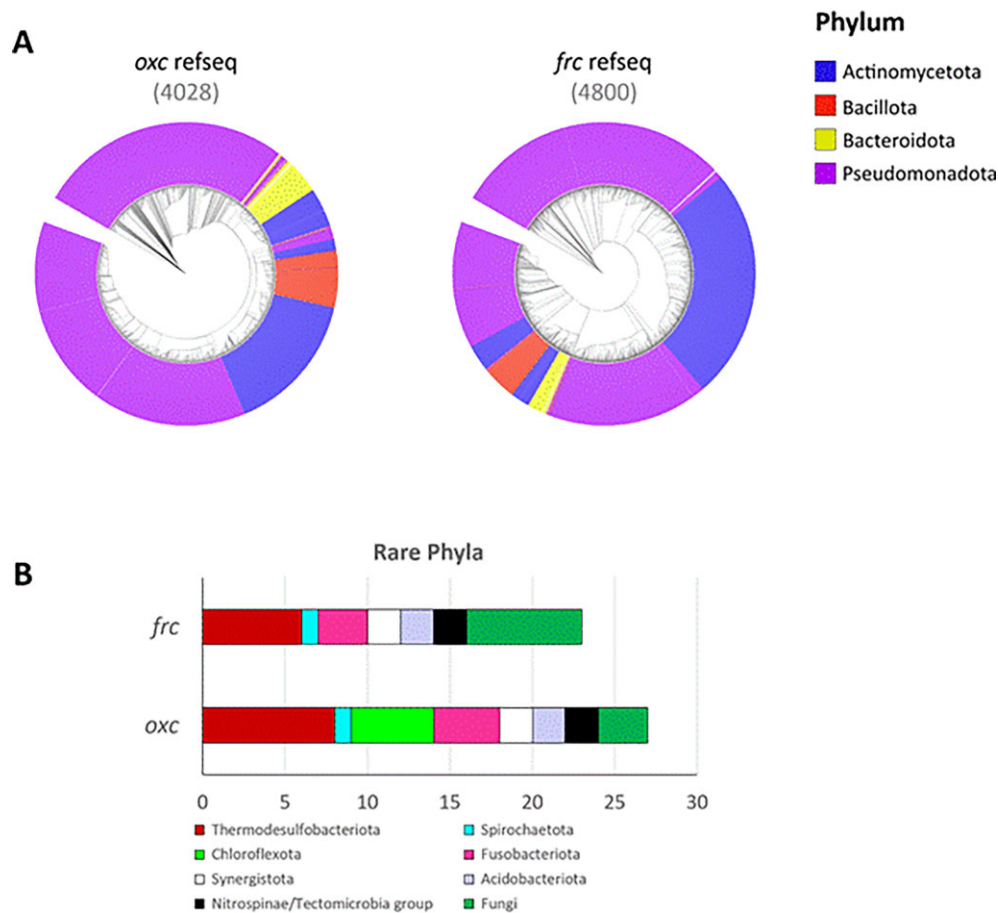 A
oxc refseq
(4028)
frc refseq
(4800)
Phylum
Actinomycetota
Bacillota
Bacteroidota
Pseudomonadota
B
Rare Phyla
frc
oxc
0 5 10 15 20 25 30
Thermodesulfobacteriota
Spirochaetota
Chloroflexota
Fusobacteriota
Synergistota
Acidobacteriota
Nitrospinae/Tectomicrobia group
Fungi